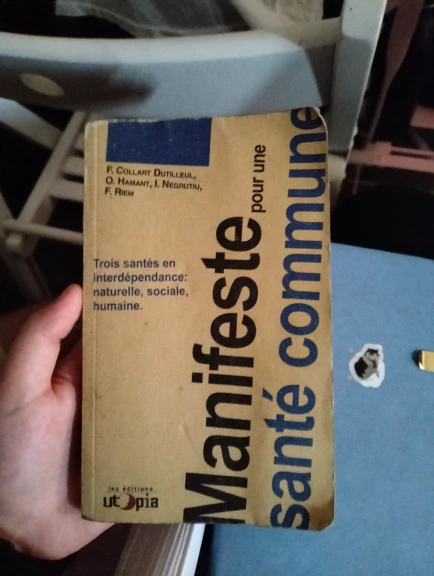 F. COLLART DUTILLEUL,
O. HAMANT, I. NEGRUTIU,
F. RIEM
Trois santés en
interdépendance:
naturelle, sociale,
humaine.
Manifeste pour une
santé commune
les éditions
utopia